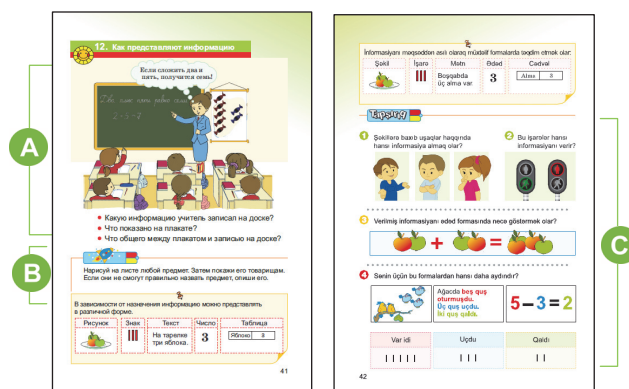 A
B
C
12. Как представляют информацию
Если сложить два и
пять, получится семь!
Два плюс пять равно семи
2+5=7
• Какую информацию учитель записал на доске?
• Что показано на плакате?
• Что общего между плакатом и записью на доске?
Нарисуй на листе любой предмет. Затем покажи его товарищам.
Если они не смогут правильно назвать предмет, опиши его.
В зависимости от назначения информацию можно представлять
в различной форме.
Рисунок Знак Текст Число Таблица
На тарелке
три яблока.
3
Яблоко 3
41
İnformasiyanı məqsəddən asılı olaraq müxtəlif formalarda təqdim etmək olar:
Şəkil İşarə Mətn Ədəd Cədvəl
Boşqabda
üç alma var.
3
Alma 3
Tapşırıq
1 Şəkillərə baxıb uşaqlar haqqında
hansı informasiya almaq olar?
2 Bu işarələr hansı
informasiyanı verir?
3 Verilmiş informasiyanı ədəd formasında necə göstərmək olar?
+ =
4 Sənin üçün bu formalardan hansı daha aydındır?
Ağacda beş quş
oturmuşdu.
Üç quş uçdu.
İki quş qaldı.
5–3=2
Var idi Uçdu Qaldı
I I I I I I I I I I
42